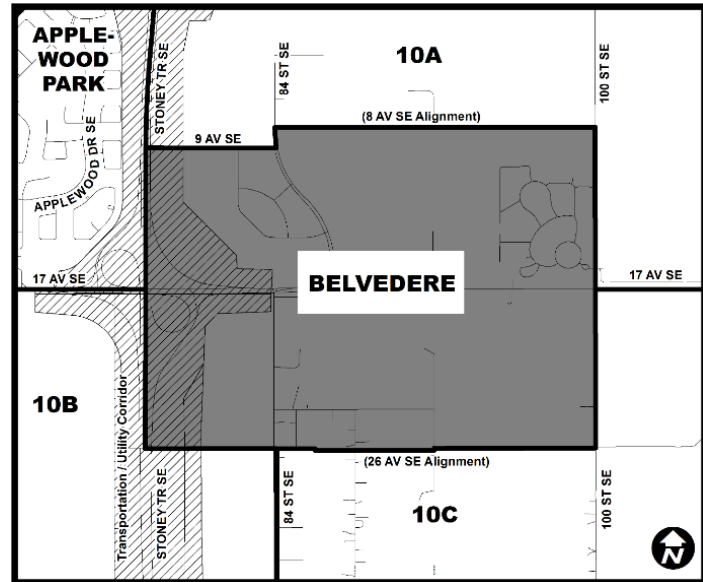 APPLE-
WOOD
PARK
STONEY TR SE
84 ST SE
10A
100 ST SE
(8 AV SE Alignment)
9 AV SE
APPLEWOOD DR SE
17 AV SE
BELVEDERE
17 AV SE
10B
Transportation / Utility Corridor
STONEY TR SE
(26 AV SE Alignment)
84 ST SE
10C
100 ST SE
N